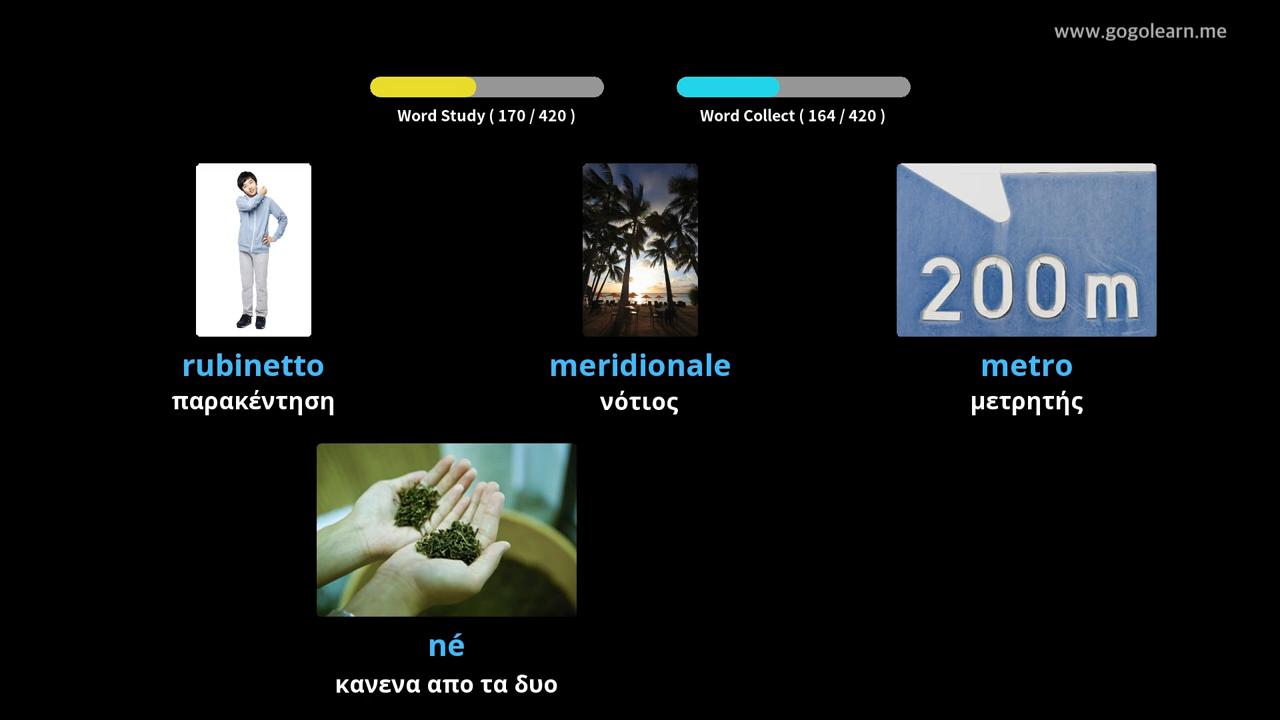 www.gogolearn.me
Word Study ( 170 / 420 )
Word Collect ( 164 / 420 )
200m
rubinetto
παρακέντηση
meridionale
νότιος
metro
μετρητής
né
κανενα απο τα δυο